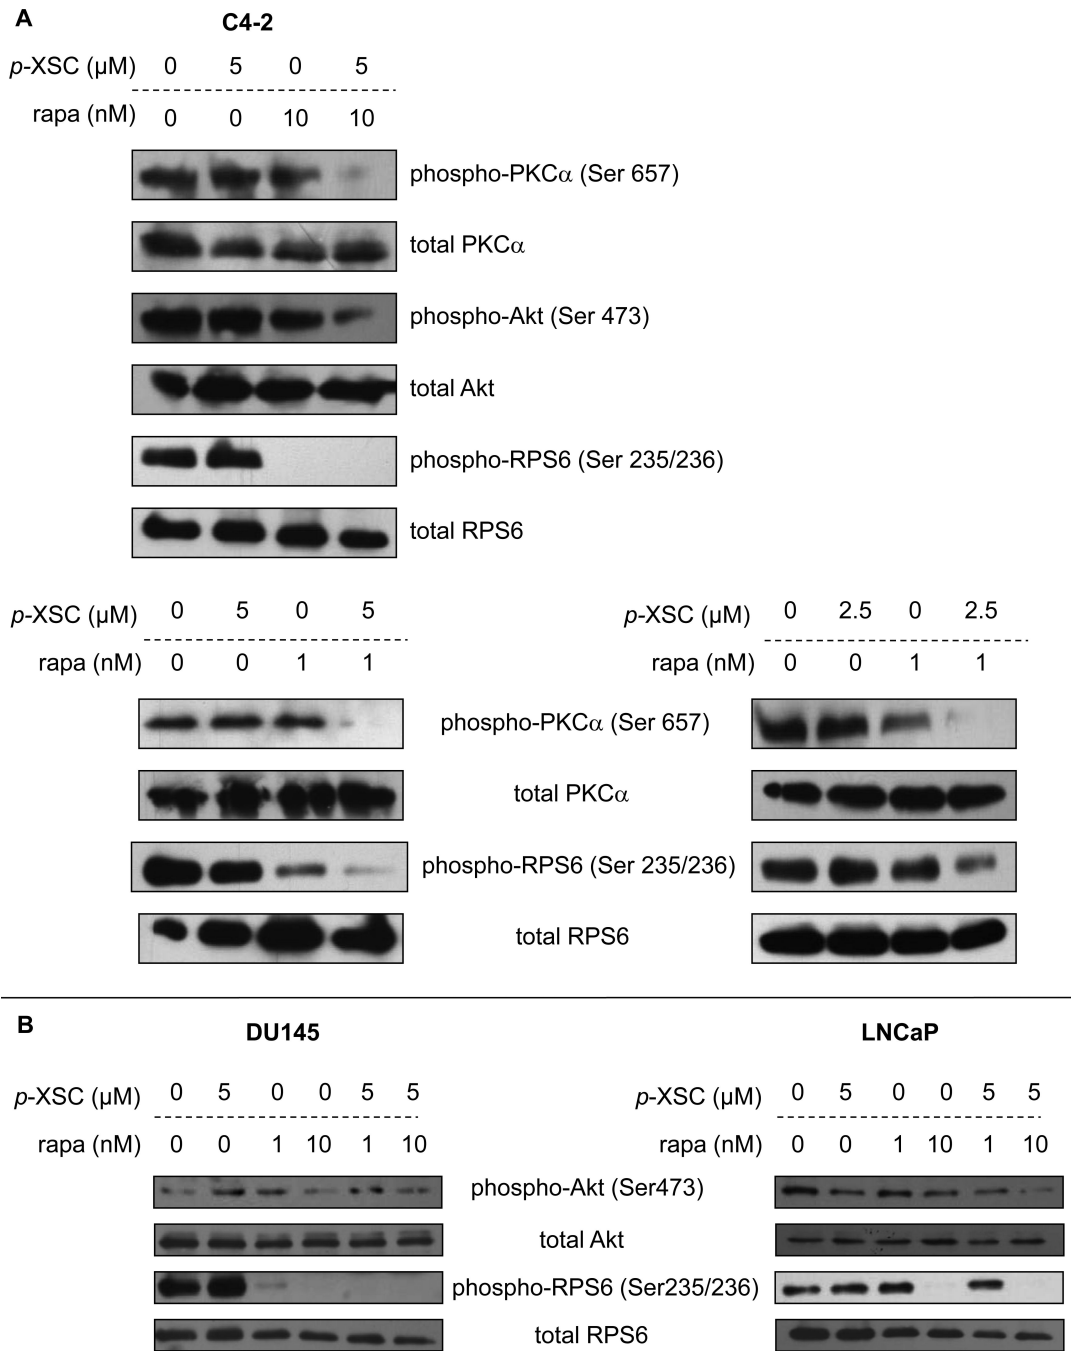 A
C4-2
p-XSC (µM) 0 5 0 5
rapa (nM) 0 0 10 10
phospho-PKCα (Ser 657)
total PKCα
phospho-Akt (Ser 473)
total Akt
phospho-RPS6 (Ser 235/236)
total RPS6
p-XSC (µM) 0 5 0 5
rapa (nM) 0 0 1 1
p-XSC (µM) 0 2.5 0 2.5
rapa (nM) 0 0 1 1
phospho-PKCα (Ser 657)
total PKCα
phospho-RPS6 (Ser 235/236)
total RPS6
B
DU145
p-XSC (µM) 0 5 0 0 5 5
rapa (nM) 0 0 1 10 1 10
LNCaP
p-XSC (µM) 0 5 0 0 5 5
rapa (nM) 0 0 1 10 1 10
phospho-Akt (Ser473)
total Akt
phospho-RPS6 (Ser235/236)
total RPS6